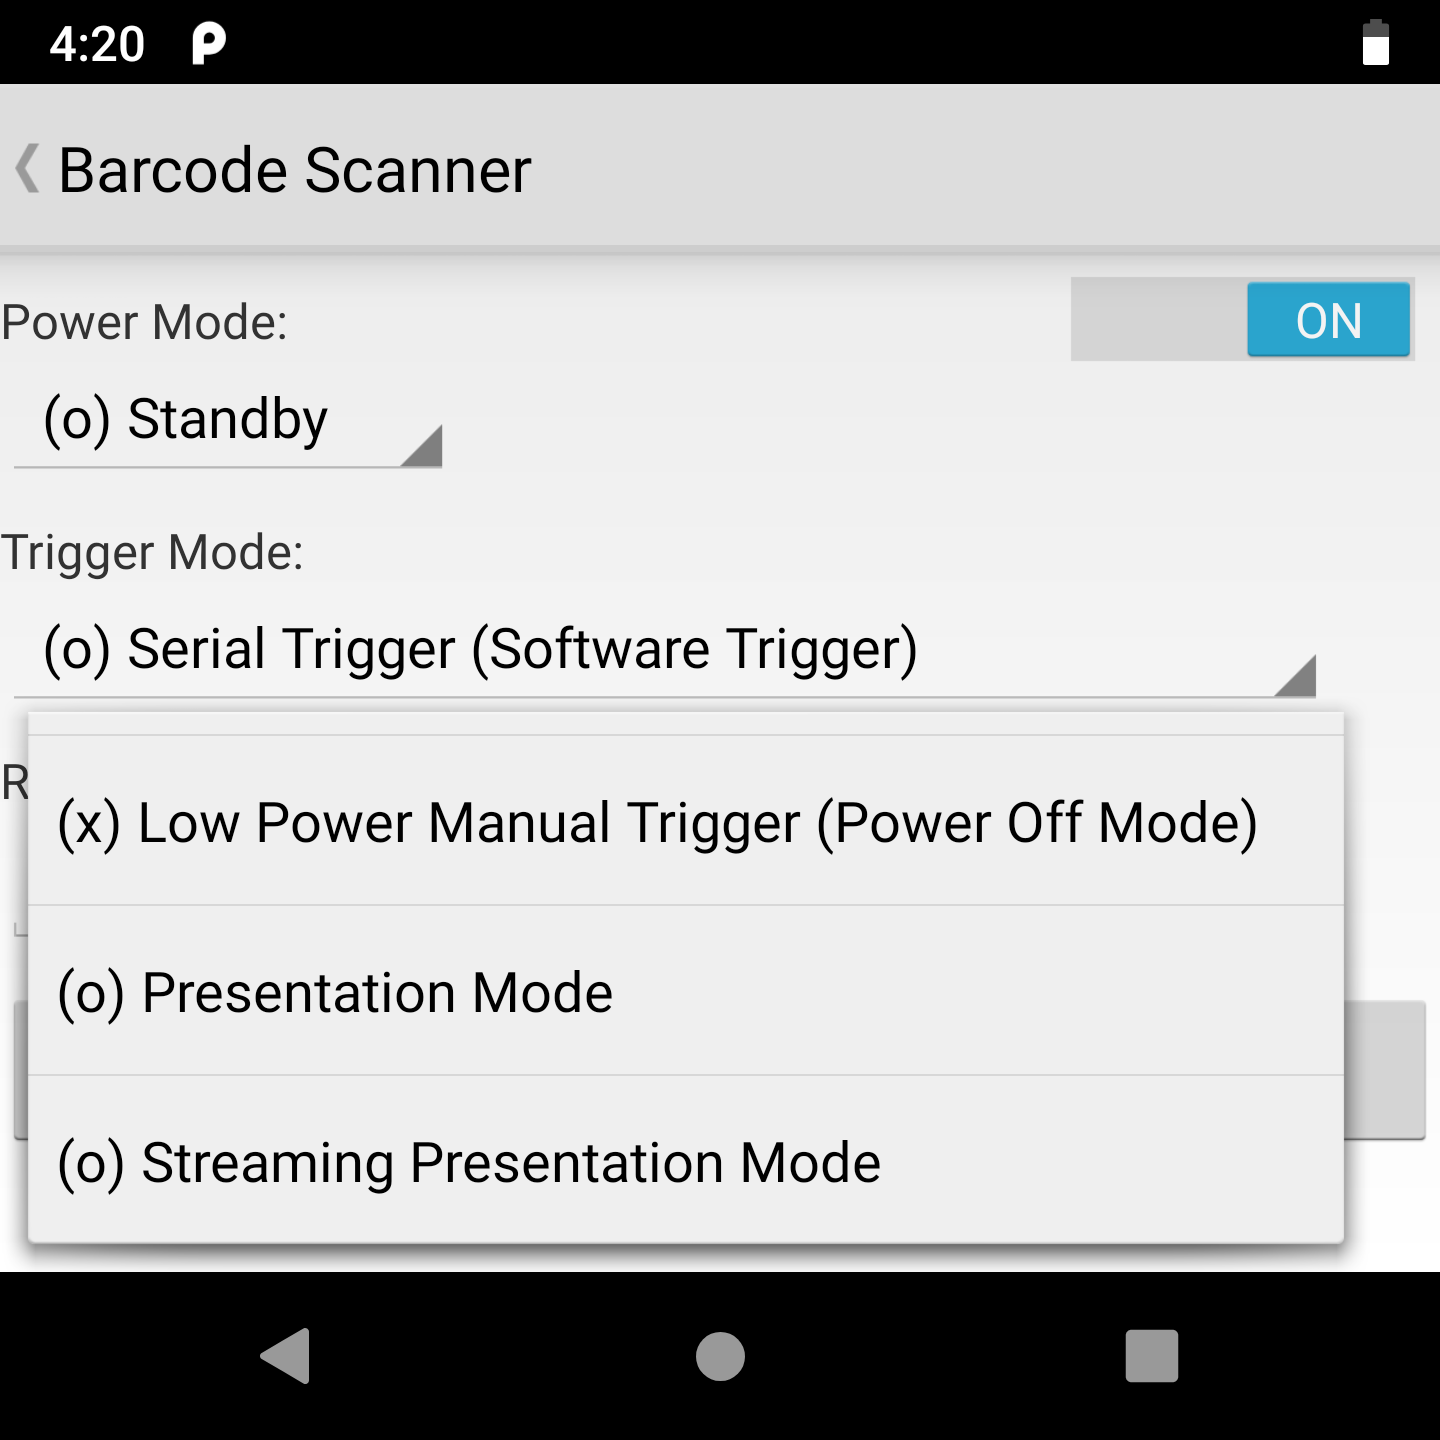 4:20
Barcode Scanner
Power Mode:
ON
(o) Standby
Trigger Mode:
(o) Serial Trigger (Software Trigger)
R
(x) Low Power Manual Trigger (Power Off Mode)
(o) Presentation Mode
(o) Streaming Presentation Mode